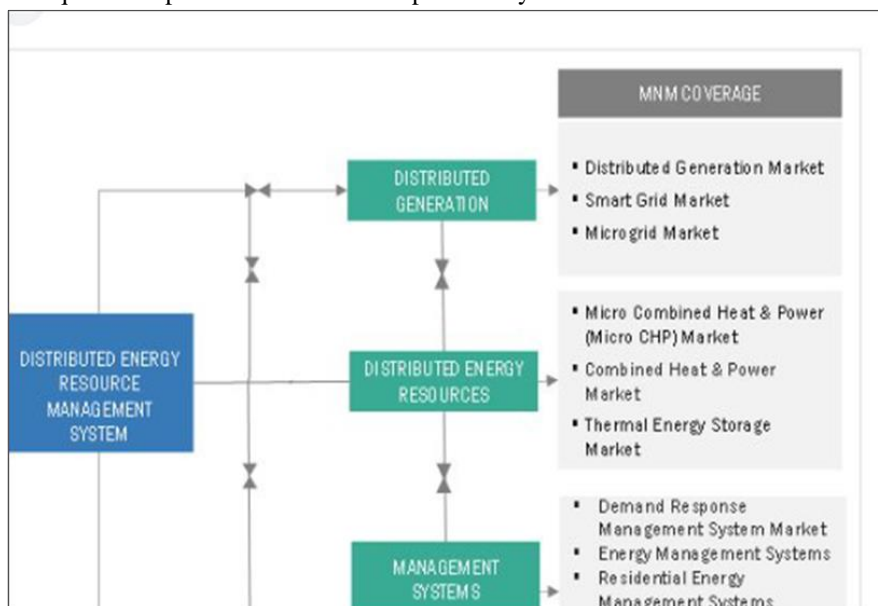 MNM COVERAGE
DISTRIBUTED
GENERATION
▪ Distributed Generation Market
▪ Smart Grid Market
▪ Microgrid Market
DISTRIBUTED ENERGY
RESOURCE
MANAGEMENT
SYSTEM
DISTRIBUTED ENERGY
RESOURCES
▪ Micro Combined Heat & Power
(Micro CHP) Market
▪ Combined Heat & Power
Market
▪ Thermal Energy Storage
Market
MANAGEMENT
SYSTEMS
▪ Demand Response
Management System Market
▪ Energy Management Systems
▪ Residential Energy
Management Systems